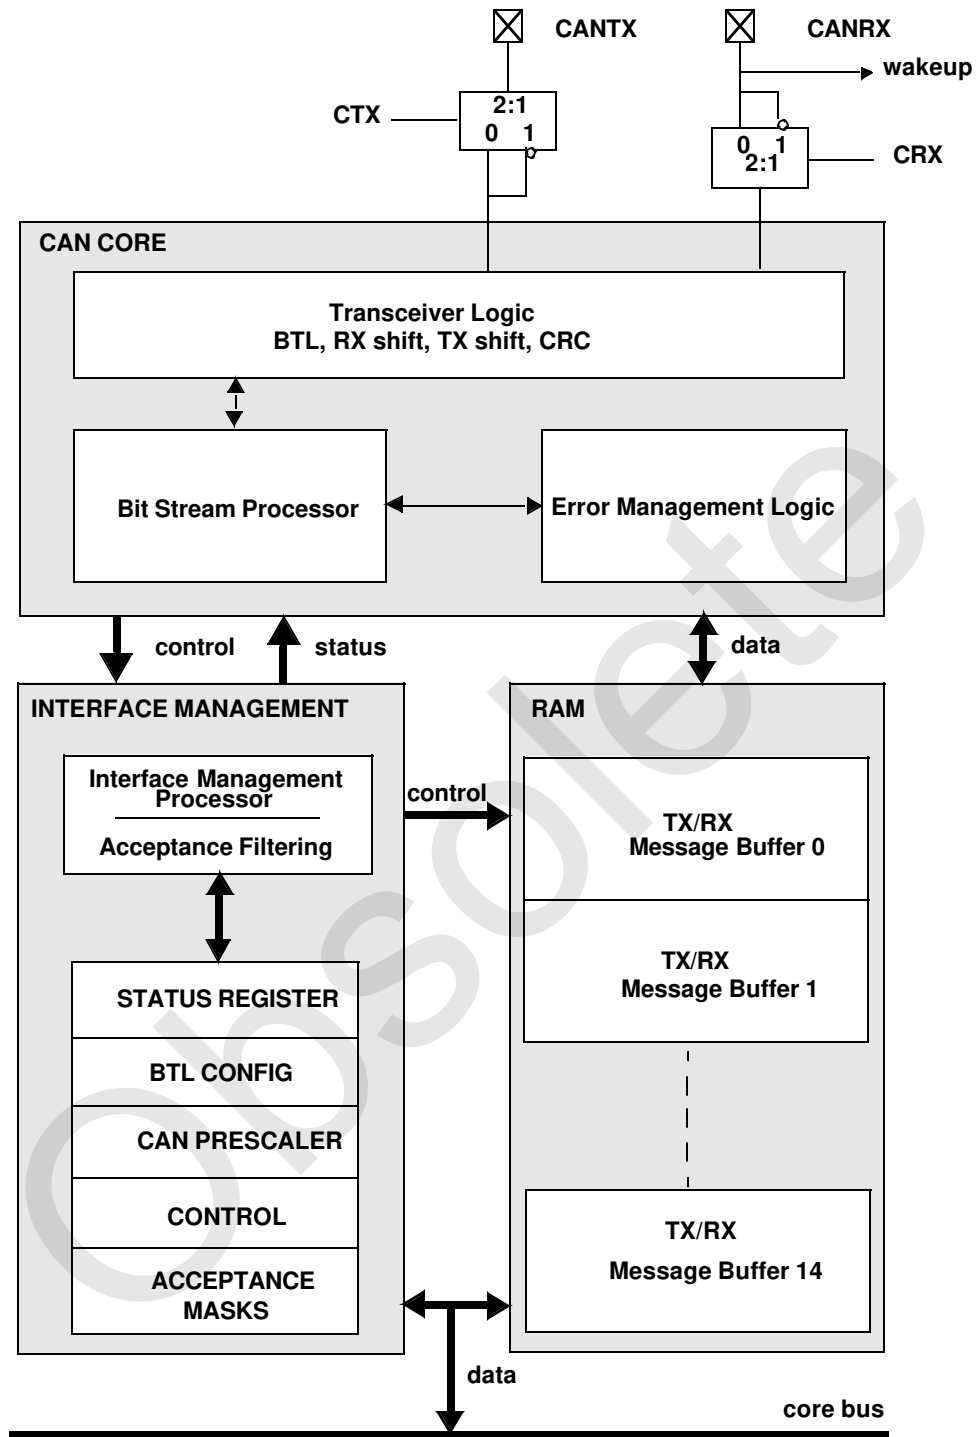 CANTX
CANRX
wakeup
CTX
2:1
0 1
0 1
2:1
CRX
CAN CORE
Transceiver Logic
BTL, RX shift, TX shift, CRC
Bit Stream Processor
Error Management Logic
control
status
data
INTERFACE MANAGEMENT
Interface Management
Processor
Acceptance Filtering
control
RAM
TX/RX
Message Buffer 0
TX/RX
Message Buffer 1
STATUS REGISTER
BTL CONFIG
CAN PRESCALER
CONTROL
ACCEPTANCE
MASKS
TX/RX
Message Buffer 14
data
core bus
Obsolete